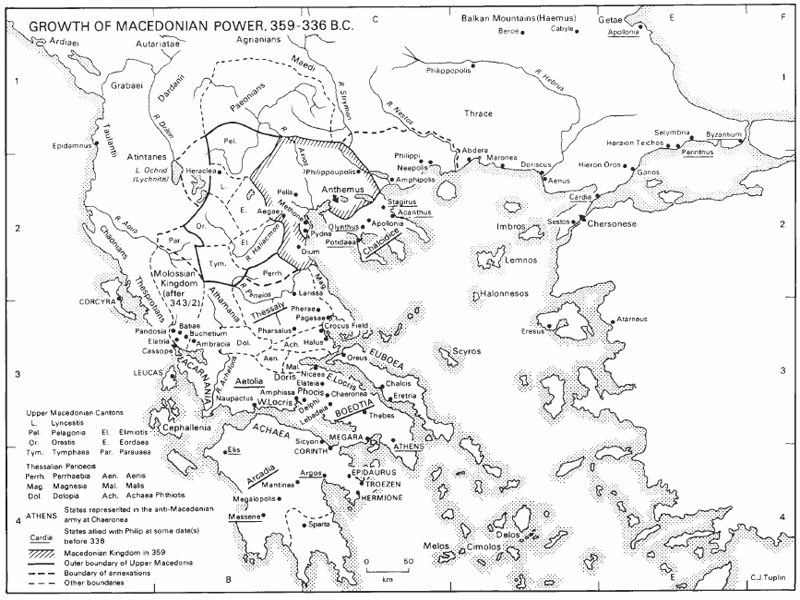 GROWTH OF MACEDONIAN POWER, 359-336 B.C.
C
E
F
B
E
1
2
3
4
1
2
3
4
Ardiaei
Autariatae
Agrianians
Balkan Mountains (Haemus)
Getae
Beroe
Cabyle
Apollonia
Grabaei
Dardanii
Maedi
Paeonians
R. Strymon
Philippopolis
R. Hebrus
R. Nestos
Thrace
R. Drilon
Taulanti
Epidamnus
Atintanes
L. Ochrid
(Lychnitis)
Heraclea
Pel.
L.
E.
Or.
El
Tym.
Par.
Perrh.
R. Axios
Philippoupolis
Pella
Anthemus
Aegae
Methone
Pydna
Dium
R. Haliacmon
Philippi
Neapolis
Amphipolis
Abdera
Maronea
Doriscus
Aenus
Hieron Oros
Ganos
Heraion Teichos
Selymbria
Byzantium
Perinthus
Cardia
Sestos
Chersonese
Stagirus
Acanthus
Olynthus
Apollonia
Potidaea
Chalcidice
Imbros
Lemnos
Halonnesos
R. Aous
Chaonians
Thesprotians
Molossian
Kingdom
(after
343/2)
CORCYRA
Athamania
R. Peneios
Mag.
Larissa
Thessaly
Pherae
Pagasae
Pharsalus
Crocus Field
Halus
Ach.
Dol.
Pandosia
Batiae
Buchetium
Elatria
Ambracia
Cassope
LEUCAS
ACARNANIA
R. Achelous
Aen.
Mal.
Oreus
EUBOEA
Scyros
Eresus
Atarneus
Aetolia
Doris
Nicaea
Elateia
E.Locris
Chalcis
Eretria
Amphissa
Phocis
Chaeronea
Naupactus
W.Locris
Delphi
Lebadeia
BOEOTIA
Thebes
Cephallenia
ACHAEA
MEGARA
ATHENS
Elis
Sicyon
CORINTH
Arcadia
Argos
EPIDAURUS
Mantinea
TROEZEN
HERMIONE
Megalopolis
Messene
Sparta
Delos
Melos
Cimolos
Upper Macedonian Cantons
L. Lyncestis
Pel. Pelagonia El. Elimiotis
Or. Orestis E. Eordaea
Tym. Tymphaea Par. Parauaea
Thessalian Perioecis
Perrh. Perrhaebia Aen. Aenis
Mag. Magnesia Mal. Malis
Dol. Dolopia Ach. Achaea Phthiotis
ATHENS States represented in the anti-Macedonian
army at Chaeronea
Cardia States allied with Philip at some date(s)
before 338
Macedonian Kingdom in 359
Outer boundary of Upper Macedonia
Boundary of annexations
Other boundaries
0 50
km
C.J.Tuplin